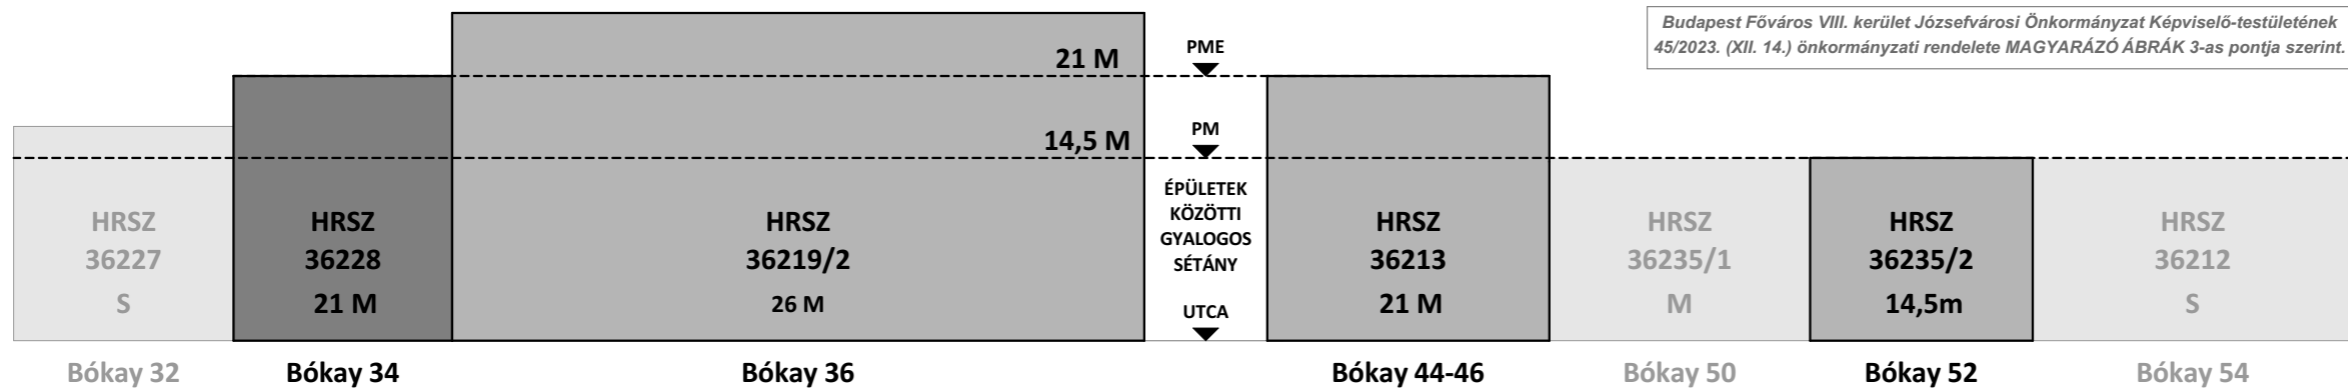 Budapest Főváros VIII. kerület Józsefvárosi Önkormányzat Képviselő-testületének
45/2023. (XII. 14.) önkormányzati rendelete MAGYARÁZÓ ÁBRÁK 3-as pontja szerint.
21 M
PME
14,5 M
PM
HRSZ
36227
S
HRSZ
36228
21 M
HRSZ
36219/2
26 M
ÉPÜLETEK
KÖZÖTTI
GYALOGOS
SÉTÁNY
UTCA
HRSZ
36213
21 M
HRSZ
36235/1
M
HRSZ
36235/2
14,5m
HRSZ
36212
S
Bókay 32
Bókay 34
Bókay 36
Bókay 44-46
Bókay 50
Bókay 52
Bókay 54